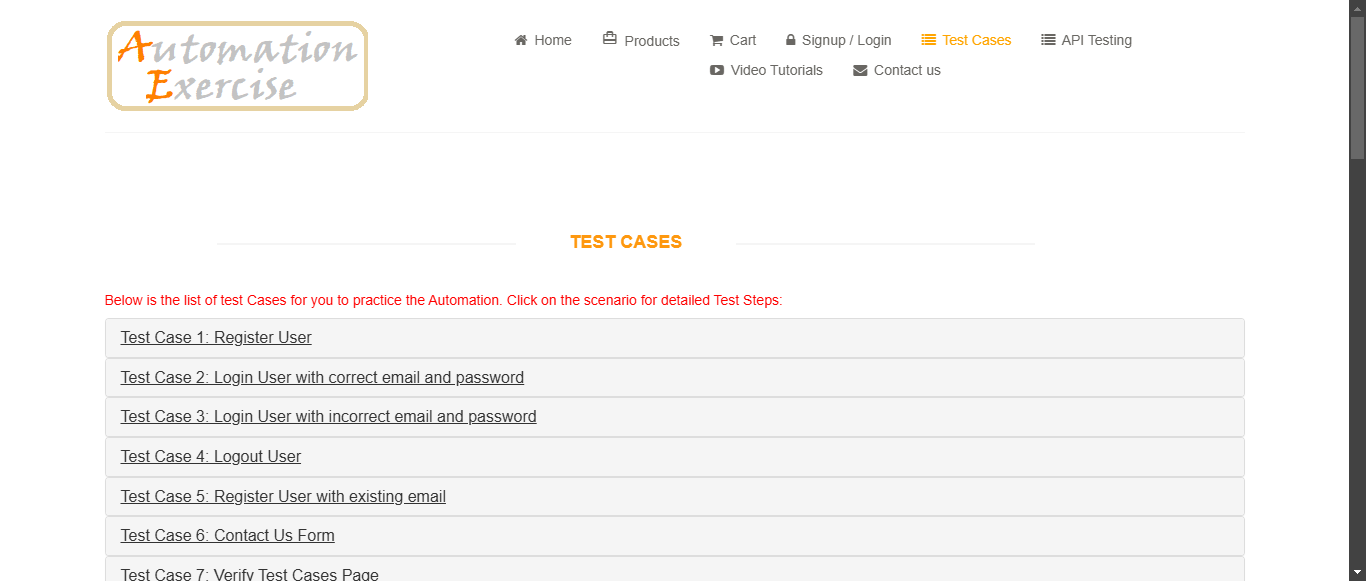 Automation
Exercise
Home Products Cart Signup / Login Test Cases API Testing
Video Tutorials Contact us
TEST CASES
Below is the list of test Cases for you to practice the Automation. Click on the scenario for detailed Test Steps:
Test Case 1: Register User
Test Case 2: Login User with correct email and password
Test Case 3: Login User with incorrect email and password
Test Case 4: Logout User
Test Case 5: Register User with existing email
Test Case 6: Contact Us Form
Test Case 7: Verify Test Cases Page